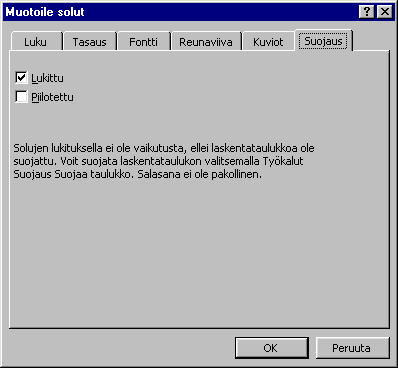 Muotoile solut
Luku Tasaus Fontti Reunaviiva Kuviot Suojaus
Lukittu
Piilotettu
Solujen lukituksella ei ole vaikutusta, ellei laskentataulukkoa ole
suojattu. Voit suojata laskentataulukon valitsemalla Työkalut
Suojaus Suojaa taulukko. Salasana ei ole pakollinen.
OK Peruuta